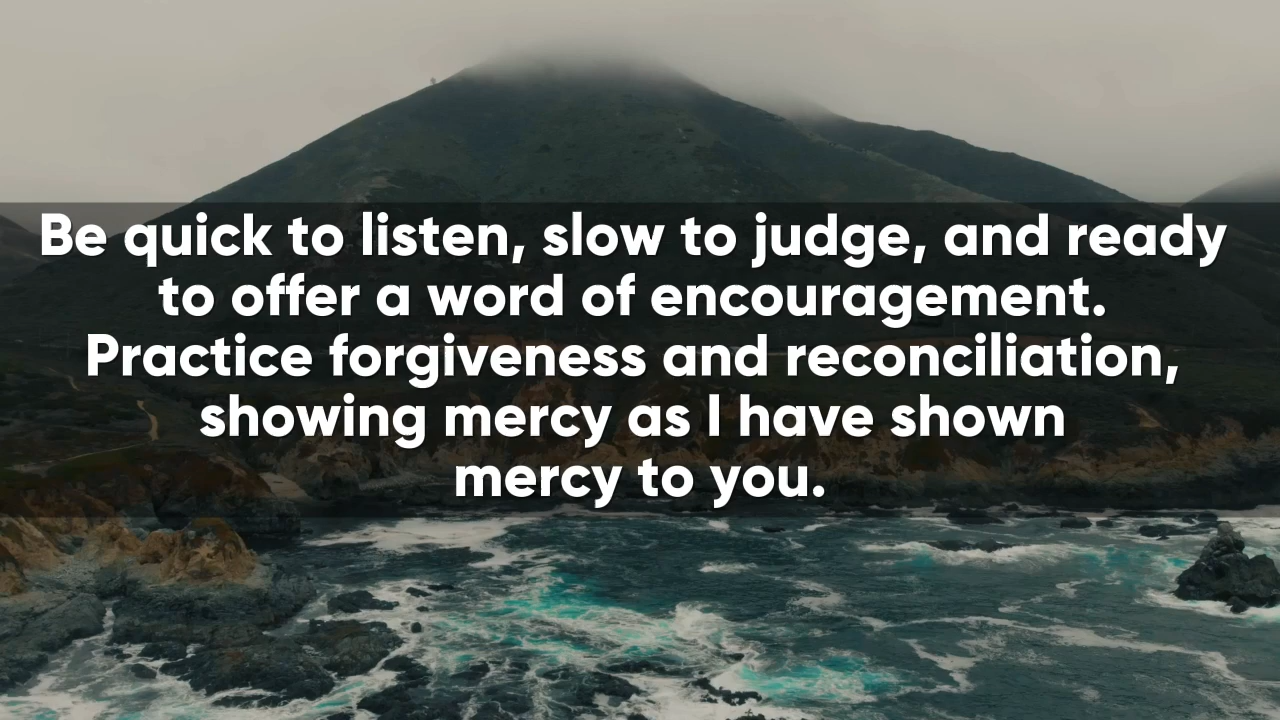 Be quick to listen, slow to judge, and ready
to offer a word of encouragement.
Practice forgiveness and reconciliation,
showing mercy as I have shown
mercy to you.